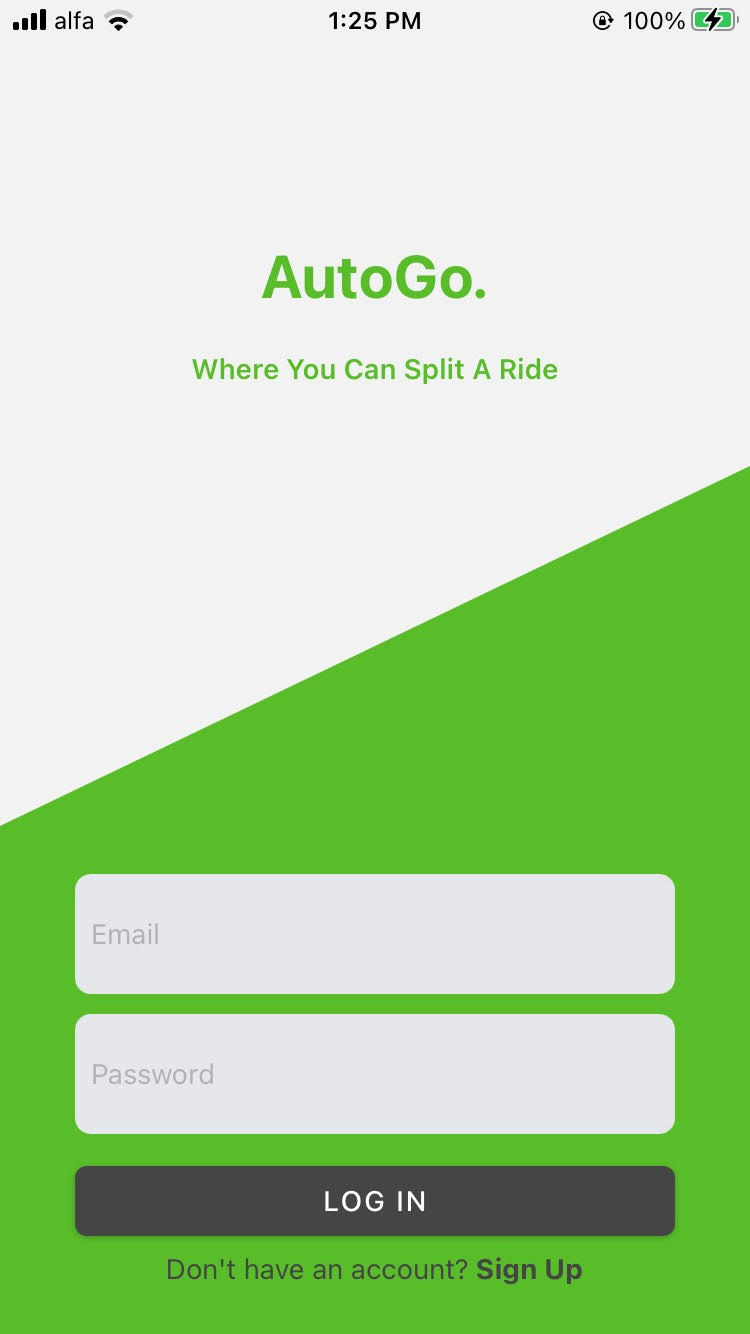 alfa 1:25 PM 100%
AutoGo.
Where You Can Split A Ride
Email
Password
LOG IN
Don't have an account? Sign Up